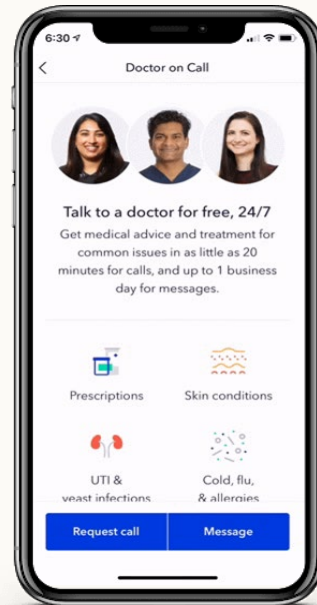 6:30
Doctor on Call
Talk to a doctor for free, 24/7
Get medical advice and treatment for
common issues in as little as 20
minutes for calls, and up to 1 business
day for messages.
Prescriptions
Skin conditions
UTI &
yeast infections
Cold, flu,
& allergies
Request call
Message